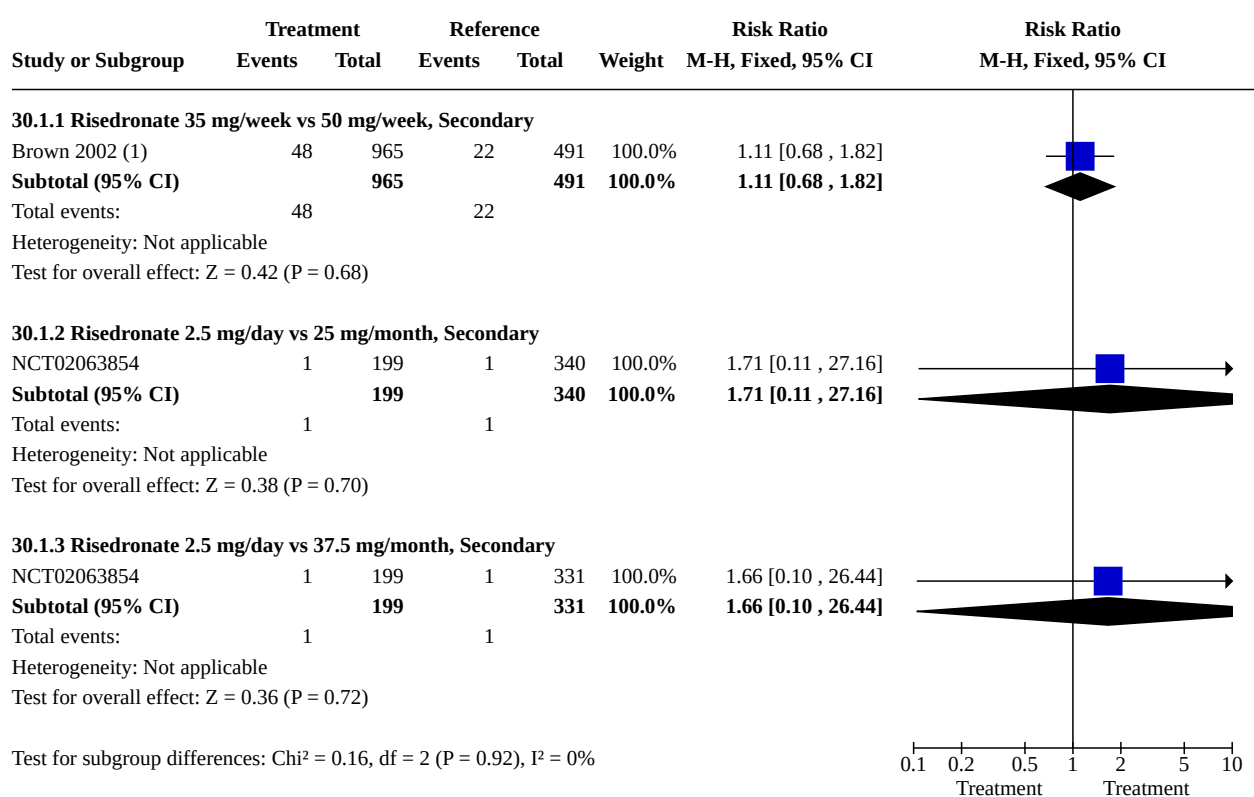 Treatment Reference Risk Ratio Risk Ratio
Study or Subgroup Events Total Events Total Weight M-H, Fixed, 95% CI M-H, Fixed, 95% CI
30.1.1 Risedronate 35 mg/week vs 50 mg/week, Secondary
Brown 2002 (1) 48 965 22 491 100.0% 1.11 [0.68 , 1.82]
Subtotal (95% CI) 965 491 100.0% 1.11 [0.68 , 1.82]
Total events: 48 22
Heterogeneity: Not applicable
Test for overall effect: Z = 0.42 (P = 0.68)
30.1.2 Risedronate 2.5 mg/day vs 25 mg/month, Secondary
NCT02063854 1 199 1 340 100.0% 1.71 [0.11 , 27.16]
Subtotal (95% CI) 199 340 100.0% 1.71 [0.11 , 27.16]
Total events: 1 1
Heterogeneity: Not applicable
Test for overall effect: Z = 0.38 (P = 0.70)
30.1.3 Risedronate 2.5 mg/day vs 37.5 mg/month, Secondary
NCT02063854 1 199 1 331 100.0% 1.66 [0.10 , 26.44]
Subtotal (95% CI) 199 331 100.0% 1.66 [0.10 , 26.44]
Total events: 1 1
Heterogeneity: Not applicable
Test for overall effect: Z = 0.36 (P = 0.72)
Test for subgroup differences: Chi² = 0.16, df = 2 (P = 0.92), I² = 0%
0.1 0.2 0.5 1 2 5 10
Treatment Treatment